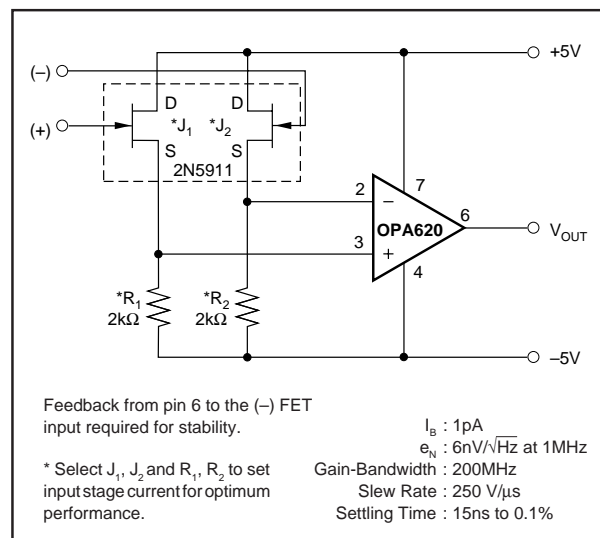 +5V
(–)
D D
(+)
*J₁ *J₂
S S
2N5911
2
–
7
6
OPA620
V_OUT
3
+
4
*R₁
2kΩ
*R₂
2kΩ
–5V
Feedback from pin 6 to the (–) FET
input required for stability.
* Select J₁, J₂ and R₁, R₂ to set
input stage current for optimum
performance.
I_B : 1pA
e_N : 6nV/√Hz at 1MHz
Gain-Bandwidth : 200MHz
Slew Rate : 250 V/µs
Settling Time : 15ns to 0.1%